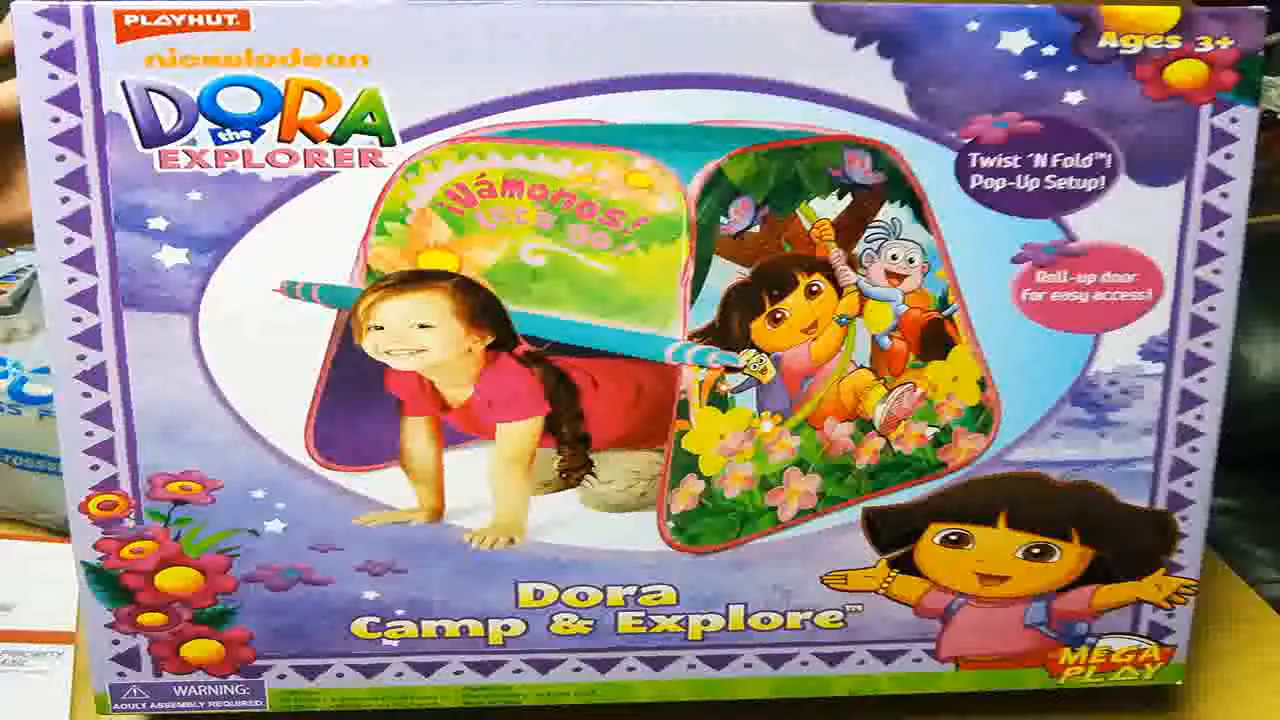 PLAYHUT.
nickelodeon
DORA
the
EXPLORER
Ages 3+
Twist 'N Fold™!
Pop-Up Setup!
Roll-up door
for easy access!
¡Vámonos!
Let's Go!
Dora
Camp & Explore™
MEGA
PLAY
WARNING:
ADULT ASSEMBLY REQUIRED.